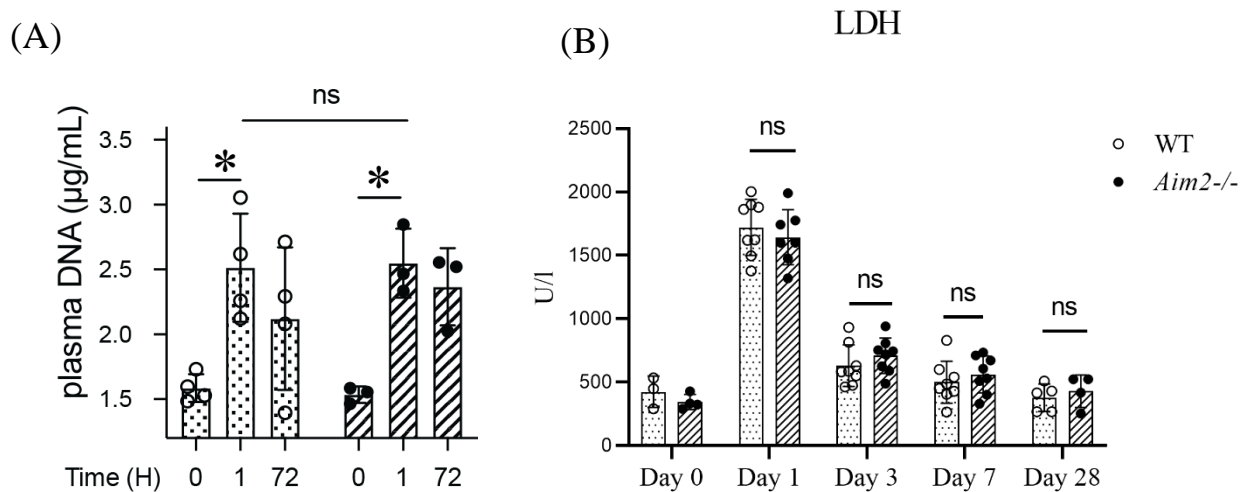 (A)
ns
*
*
plasma DNA (μg/mL)
3.5
3.0
2.5
2.0
1.5
Time (H) 0 1 72 0 1 72
(B)
LDH
WT
Aim2-/-
U/l
2500
2000
1500
1000
500
0
ns
ns
ns
ns
Day 0 Day 1 Day 3 Day 7 Day 28